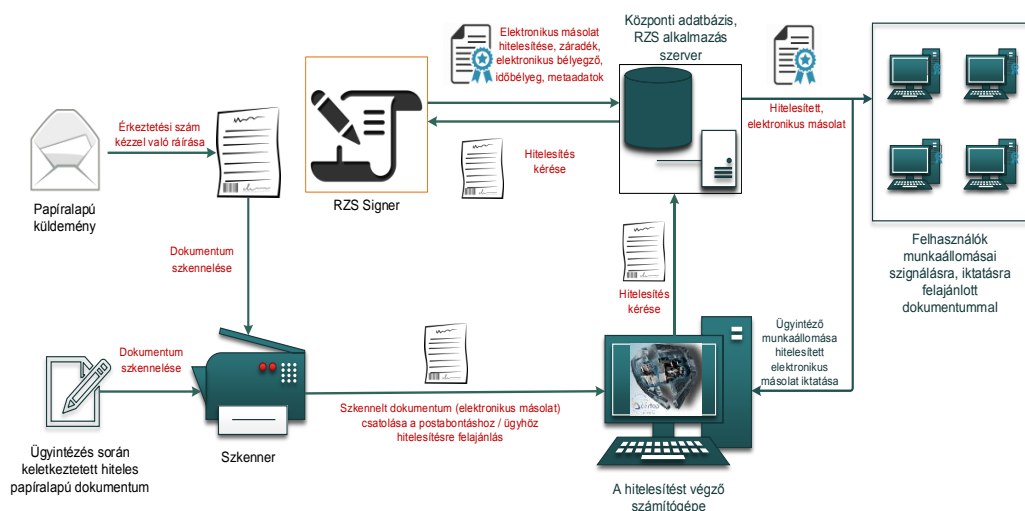 Elektronikus másolat
hitelesítése, záradék,
elektronikus bélyegző,
időbélyeg, metaadatok
Központi adatbázis,
RZS alkalmazás
szerver
Hitelesített,
elektronikus másolat
Érkeztetési szám
kézzel való ráírása
Hitelesítés
kérése
Papíralapú
küldemény
RZS Signer
Felhasználók
munkaállomásai
szignálásra, iktatásra
felajánlott
dokumentummal
Dokumentum
szkennelése
Hitelesítés
kérése
Ügyintéző
munkaállomása
hitelesített
elektronikus
másolat iktatása
Dokumentum
szkennelése
Szkennelt dokumentum (elektronikus másolat)
csatolása a postabontáshoz / ügyhöz
hitelesítésre felajánlás
Ügyintézés során
keletkeztetett hiteles
papíralapú dokumentum
Szkenner
A hitelesítést végző
számítógépe